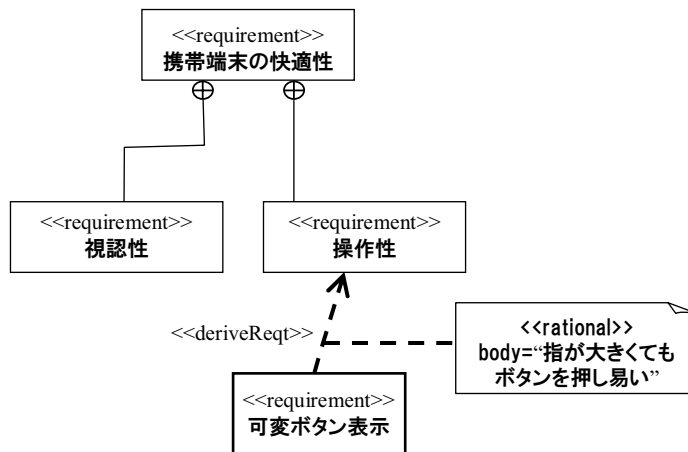 <<requirement>>
携帯端末の快適性
<<requirement>>
視認性
<<requirement>>
操作性
<<deriveReqt>>
<<rational>>
body=“指が大きくても
ボタンを押し易い”
<<requirement>>
可変ボタン表示